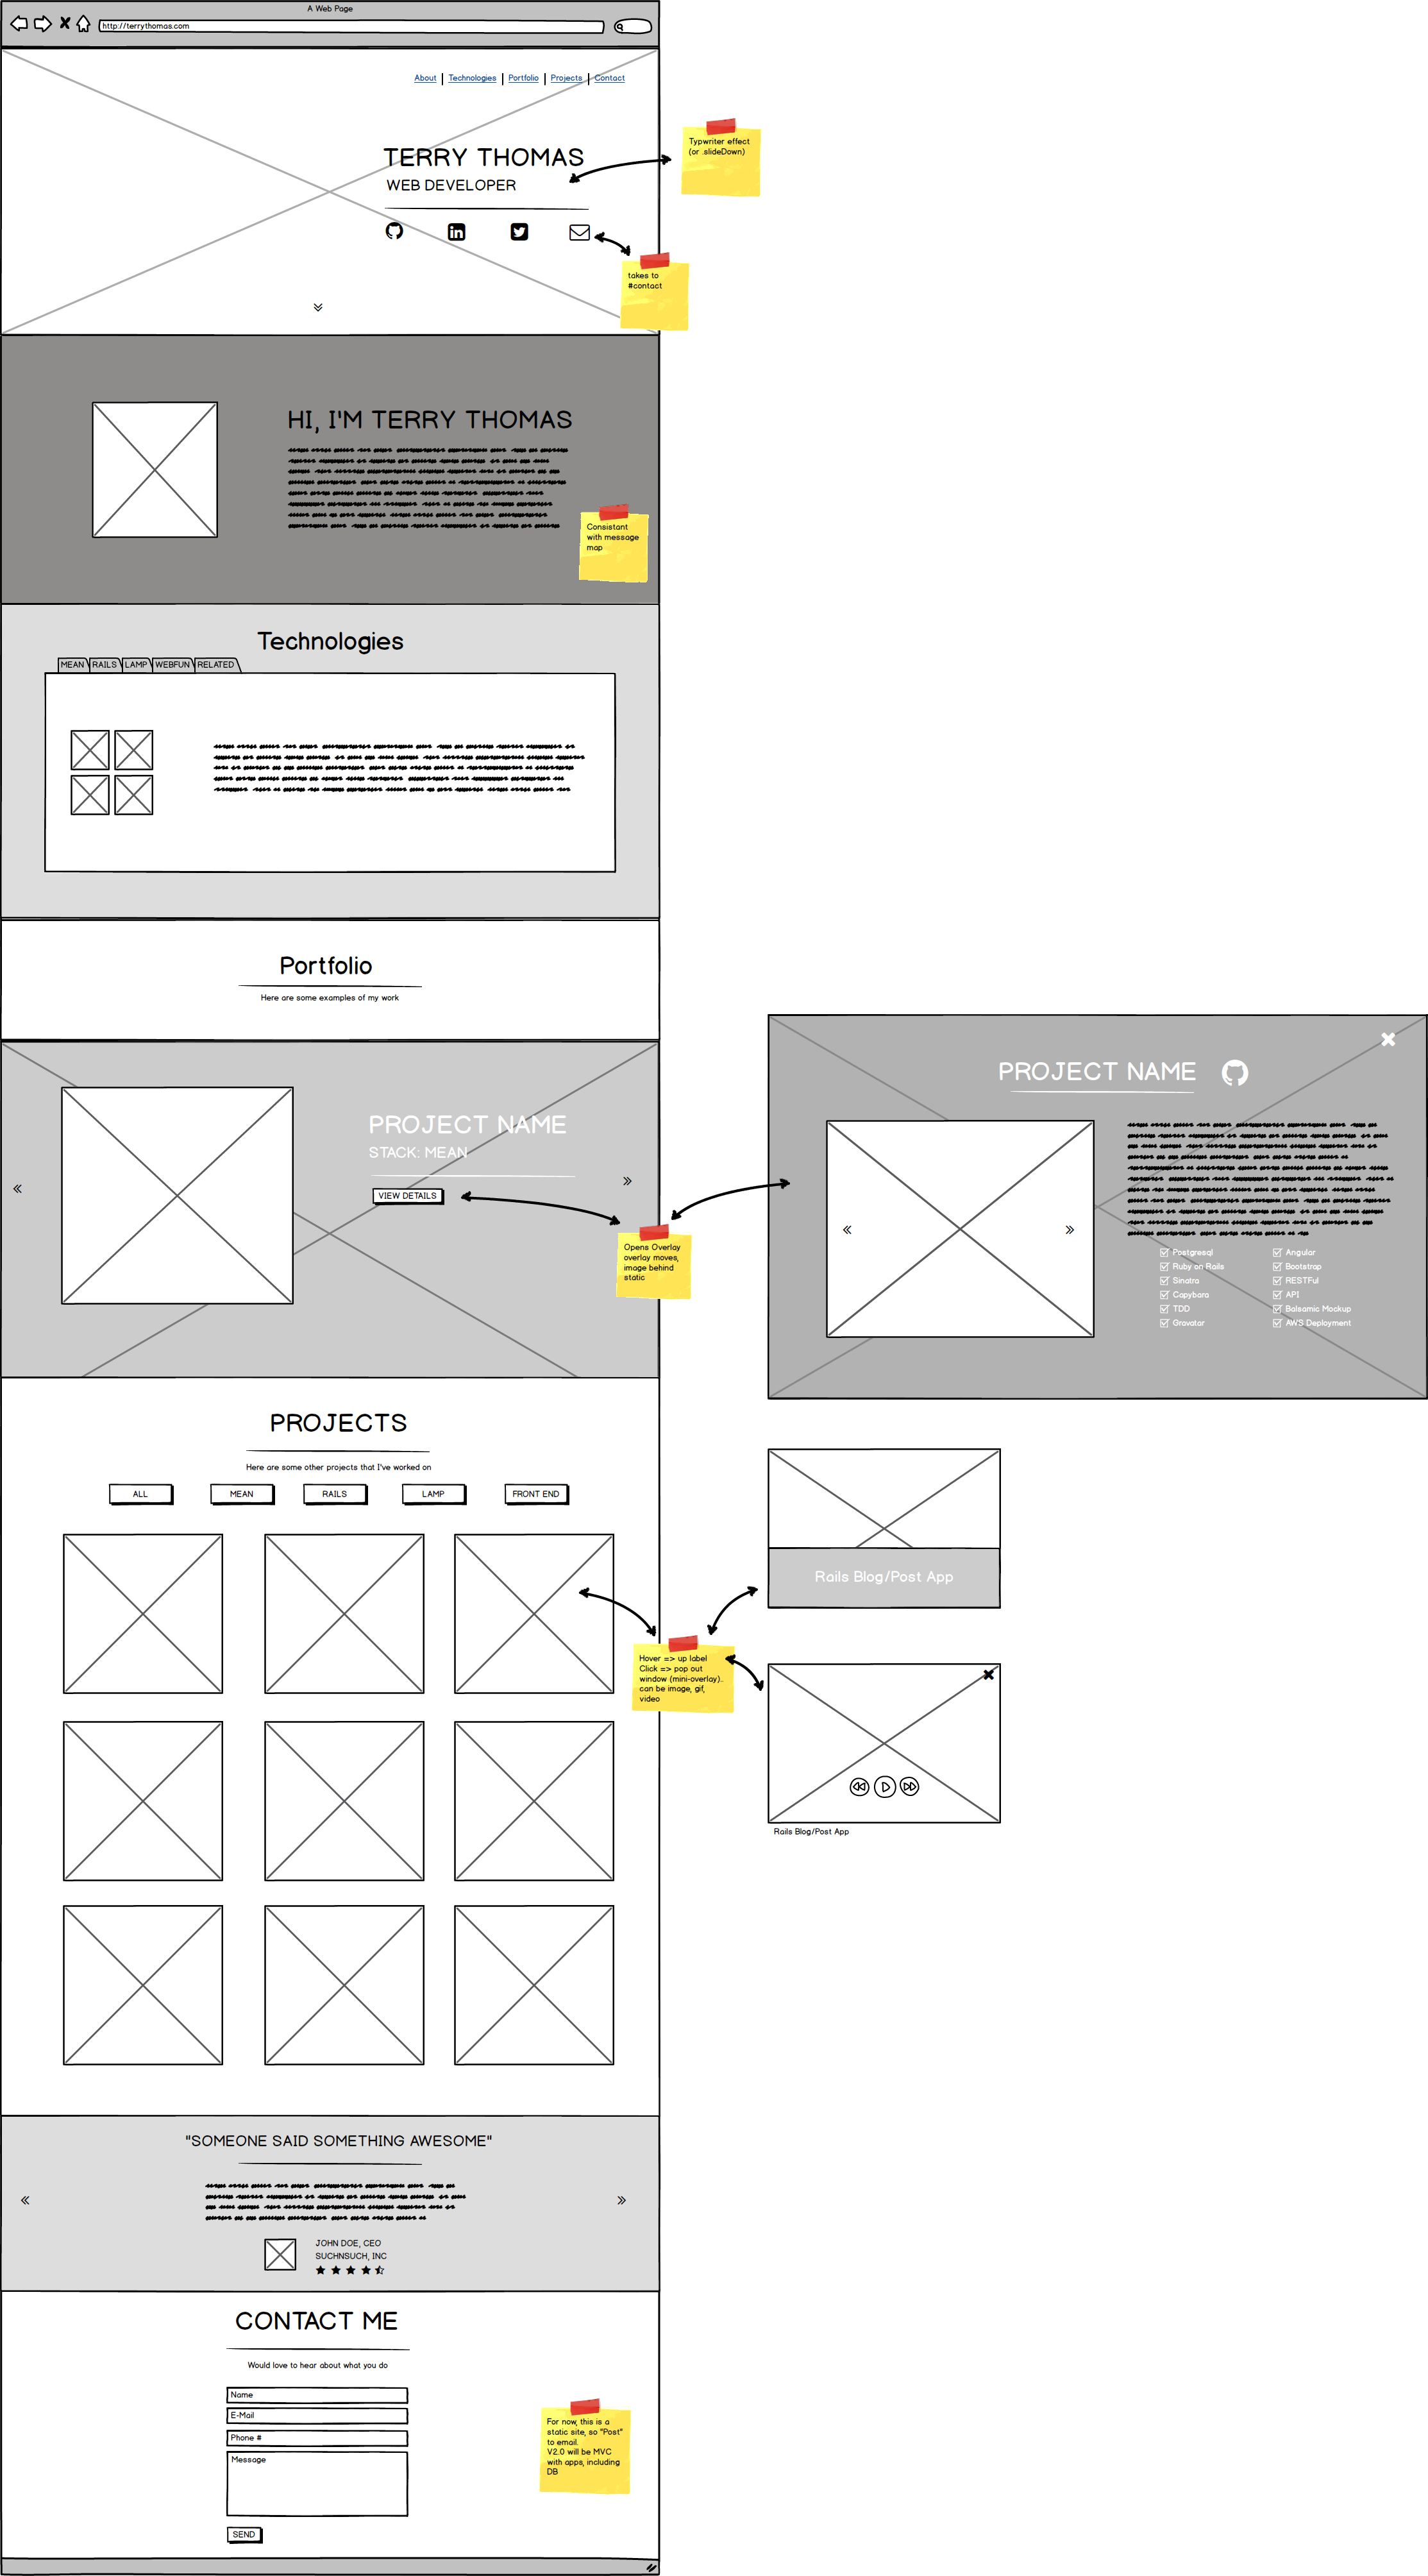 A Web Page
http://terrythomas.com
About | Technologies | Portfolio | Projects | Contact
TERRY THOMAS
WEB DEVELOPER
Typwriter effect
(or .slideDown)
takes to
#contact
HI, I'M TERRY THOMAS
Consistant
with message
map
Technologies
MEAN RAILS LAMP WEBFUN RELATED
Portfolio
Here are some examples of my work
PROJECT NAME
STACK: MEAN
VIEW DETAILS
Opens Overlay
overlay moves,
image behind
static
PROJECT NAME
Postgresql
Ruby on Rails
Sinatra
Capybara
TDD
Gravatar
Angular
Bootstrap
RESTFul
API
Balsamic Mockup
AWS Deployment
PROJECTS
Here are some other projects that I've worked on
ALL MEAN RAILS LAMP FRONT END
Rails Blog/Post App
Hover => up label
Click => pop out
window (mini-overlay)..
can be image, gif,
video
Rails Blog/Post App
"SOMEONE SAID SOMETHING AWESOME"
JOHN DOE, CEO
SUCHNSUCH, INC
CONTACT ME
Would love to hear about what you do
Name
E-Mail
Phone #
Message
SEND
For now, this is a
static site, so "Post"
to email.
V2.0 will be MVC
with apps, including
DB